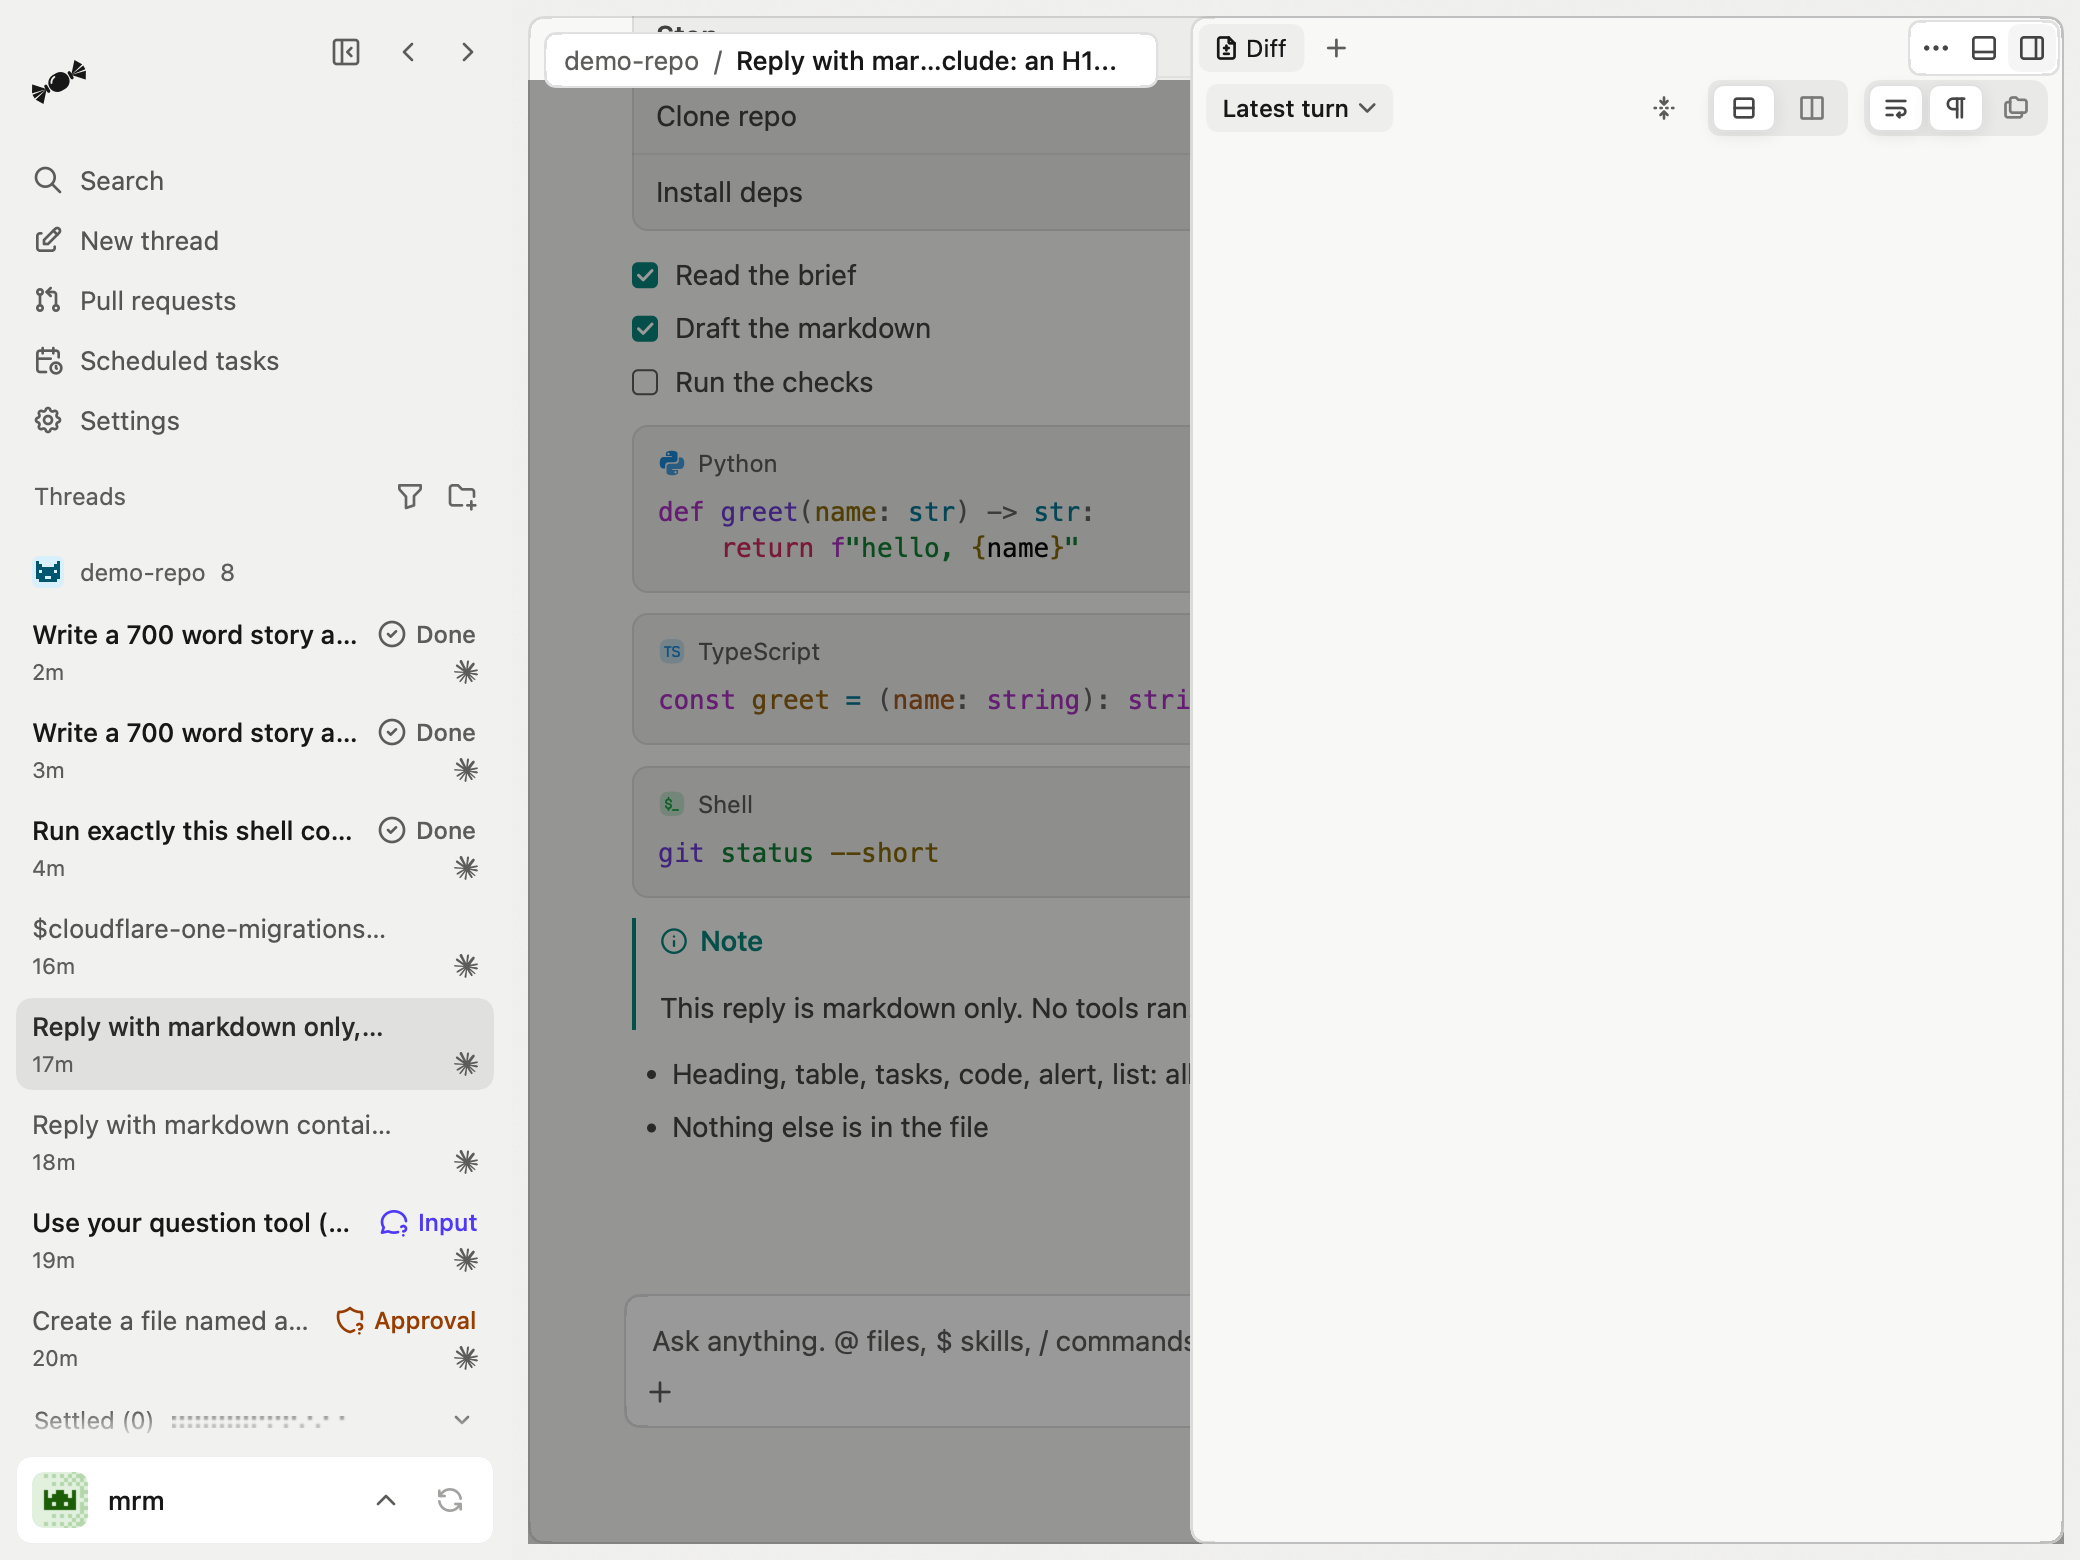 Search
New thread
Pull requests
Scheduled tasks
Settings
Threads
demo-repo 8
Write a 700 word story a... Done
2m
Write a 700 word story a... Done
3m
Run exactly this shell co... Done
4m
$cloudflare-one-migrations...
16m
Reply with markdown only,...
17m
Reply with markdown contai...
18m
Use your question tool (... Input
19m
Create a file named a... Approval
20m
Settled (0)
mrm
demo-repo / Reply with mar...clude: an H1...
Clone repo
Install deps
Read the brief
Draft the markdown
Run the checks
Python
def greet(name: str) -> str:
return f"hello, {name}"
TS TypeScript
const greet = (name: string): stri
$_ Shell
git status --short
Note
This reply is markdown only. No tools ran
• Heading, table, tasks, code, alert, list: all
• Nothing else is in the file
Ask anything. @ files, $ skills, / commands
Diff
Latest turn